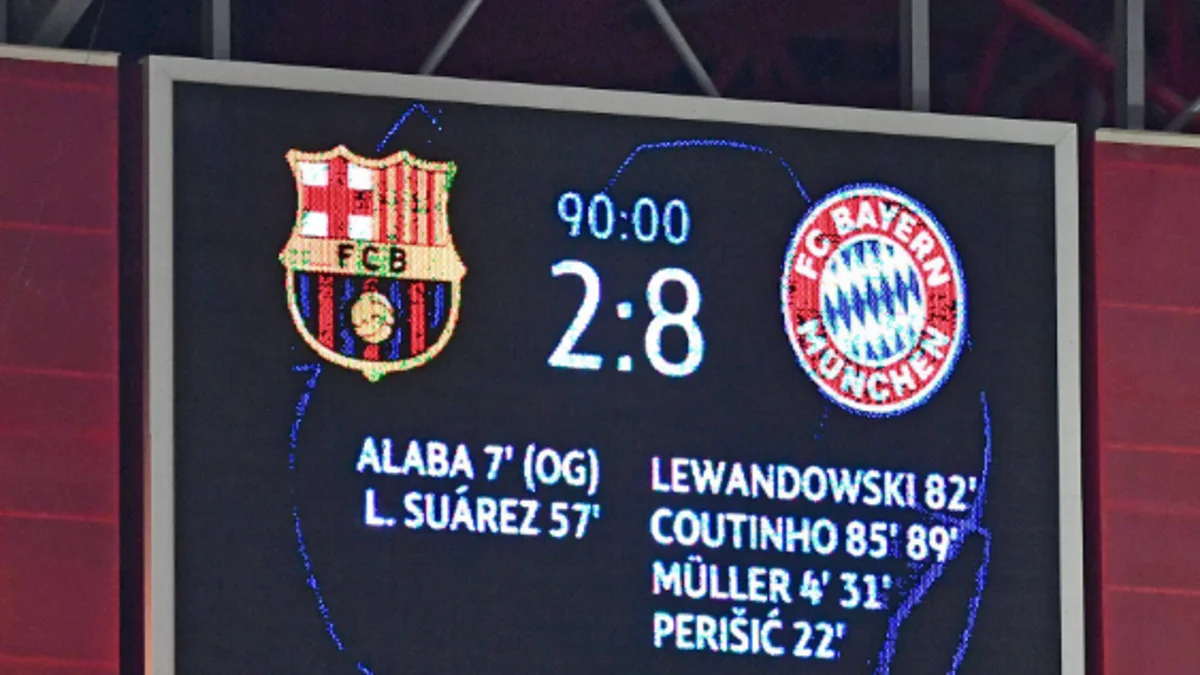 FCB
90:00
2:8
FC BAYERN
MÜNCHEN
ALABA 7' (OG)
L. SUÁREZ 57'
LEWANDOWSKI 82'
COUTINHO 85' 89'
MÜLLER 4' 31'
PERIŠIĆ 22'